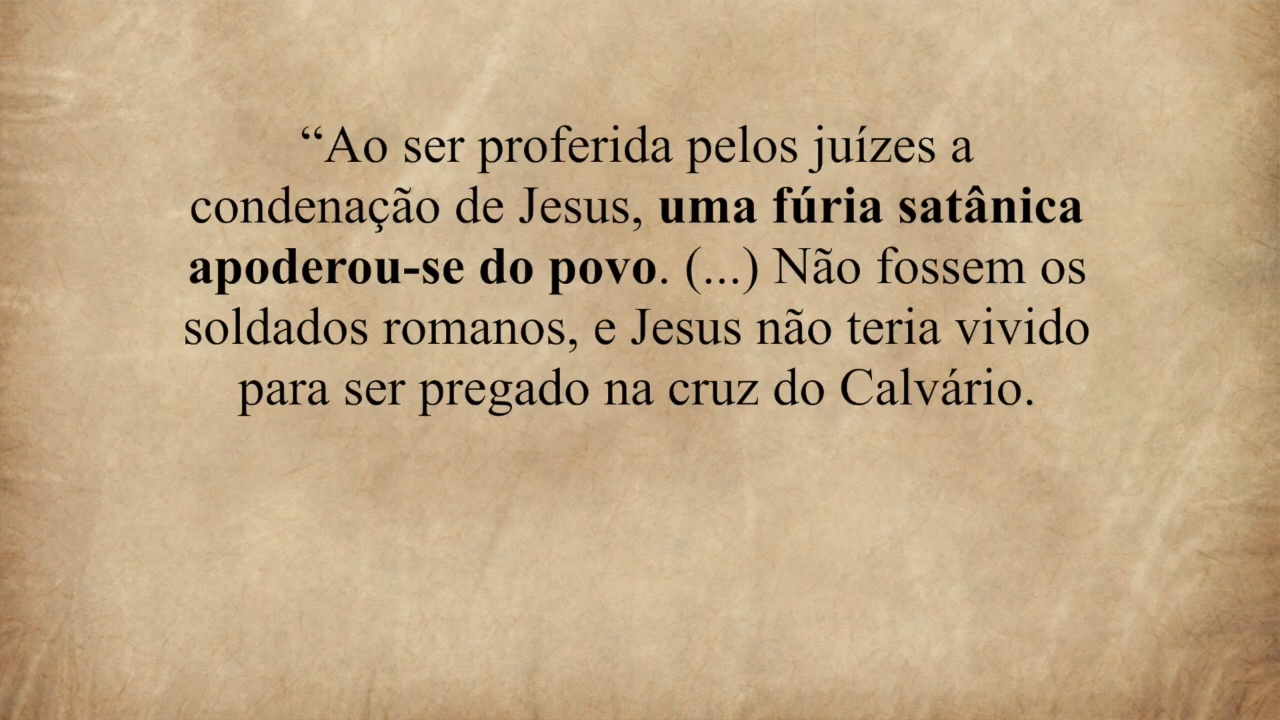 “Ao ser proferida pelos juízes a
condenação de Jesus, uma fúria satânica
apoderou-se do povo. (...) Não fossem os
soldados romanos, e Jesus não teria vivido
para ser pregado na cruz do Calvário.